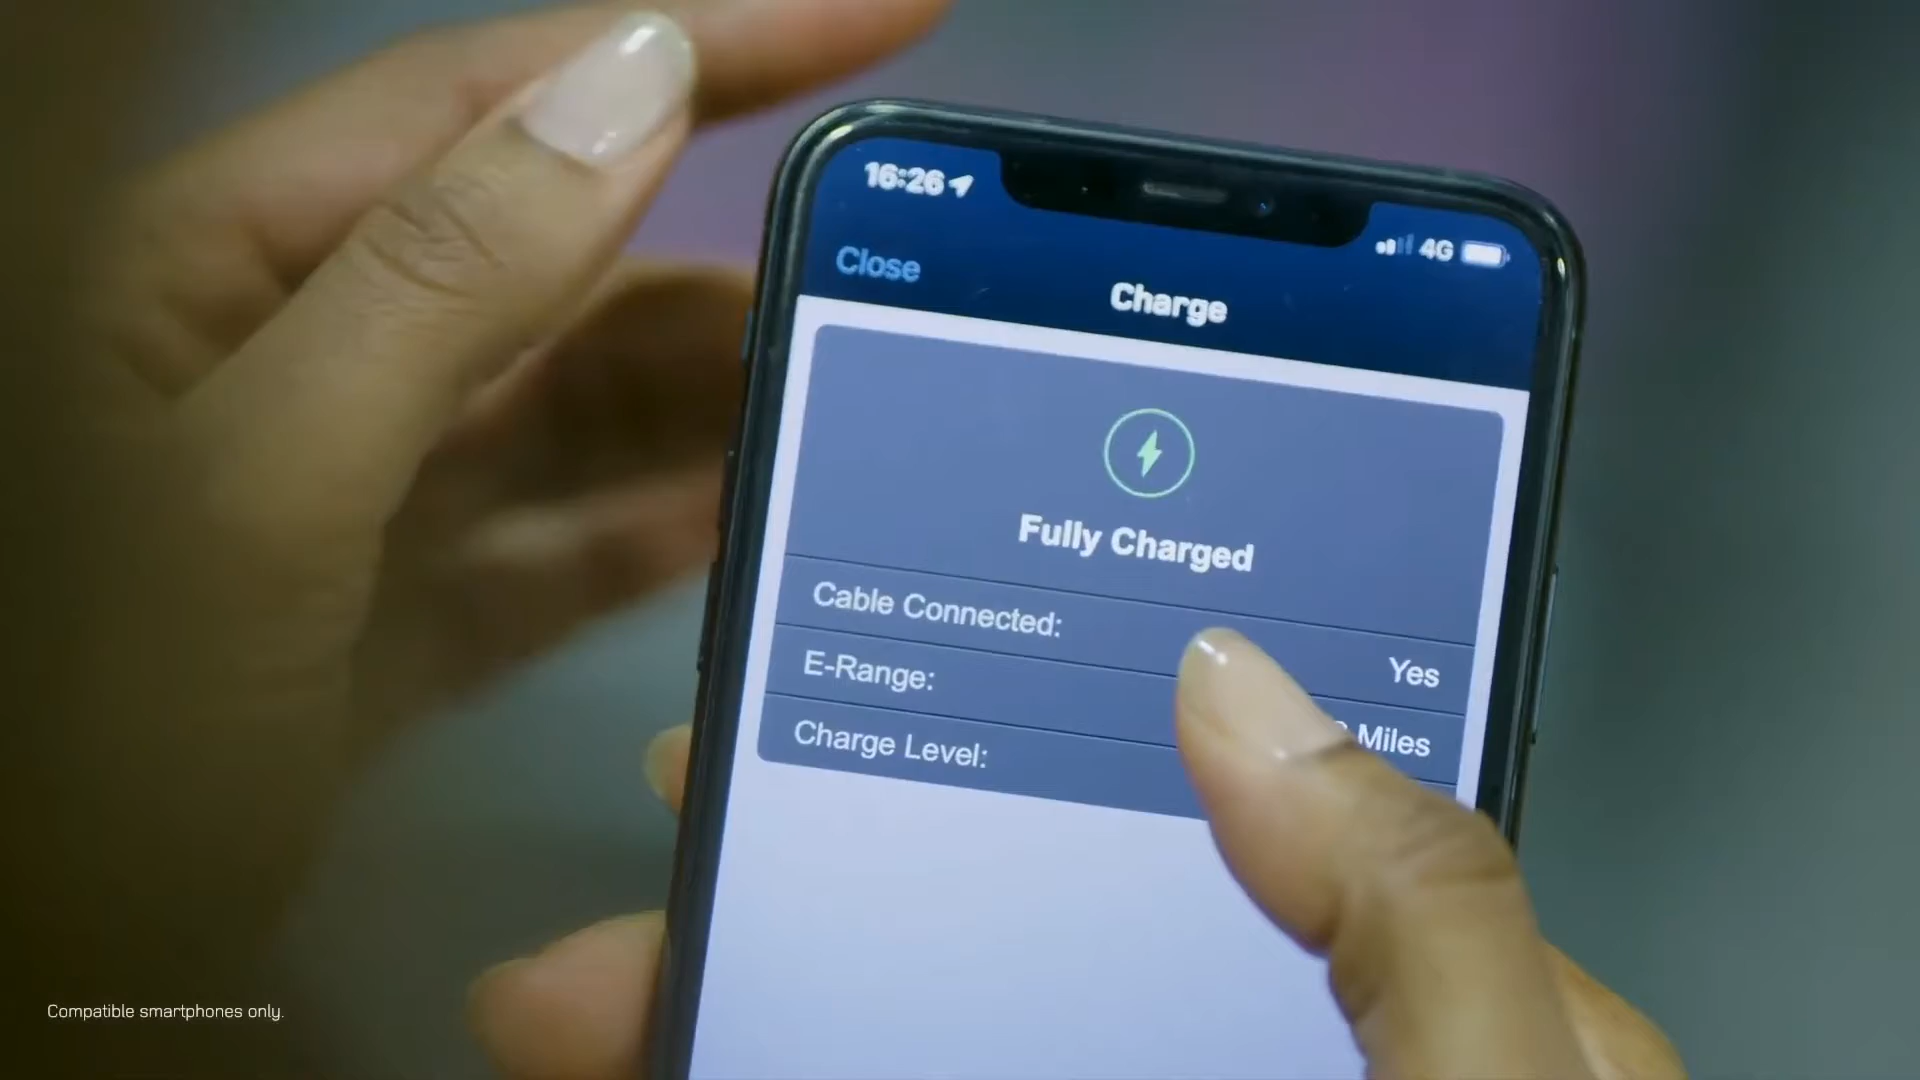 16:26
4G
Close
Charge
Fully Charged
Cable Connected:
Yes
E-Range:
Miles
Charge Level:
Compatible smartphones only.